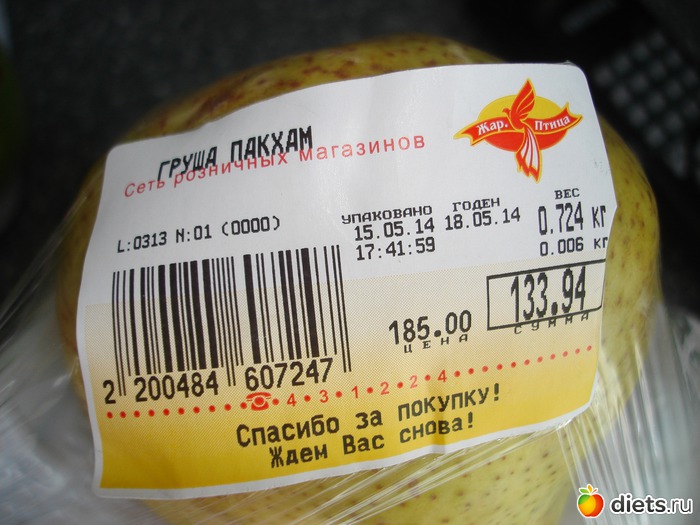 Жар. Птица
ГРУША ПАКХАМ
Сеть розничных магазинов
L:0313 N:01 (0000)
УПАКОВАНО ГОДЕН ВЕС
15.05.14 18.05.14 0.724 кг
17:41:59 0.006 кг
185.00 133.94
ЦЕНА СУММА
2 200484 607247
☎ 4 3 1 2 2 4
Спасибо за покупку!
Ждем Вас снова!
diets.ru